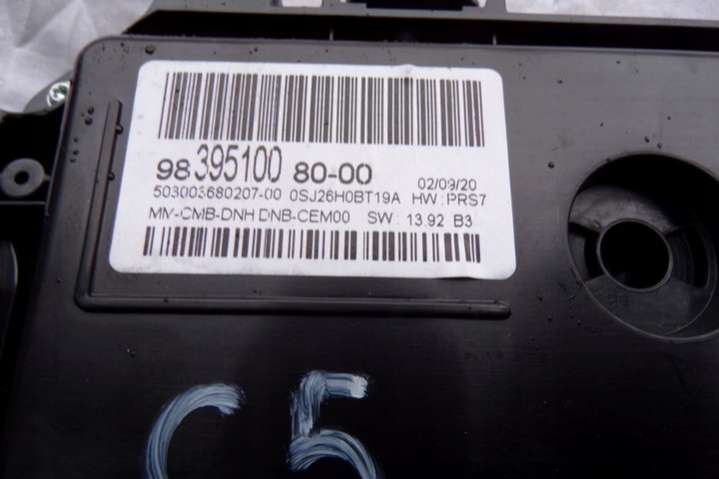 98 395100 80-00 02/09/20
503003680207-00 0SJ26H0BT19A HW:PRS7
MM-CMB-DNH DNB-CEM00 SW: 13.92 B3
C5